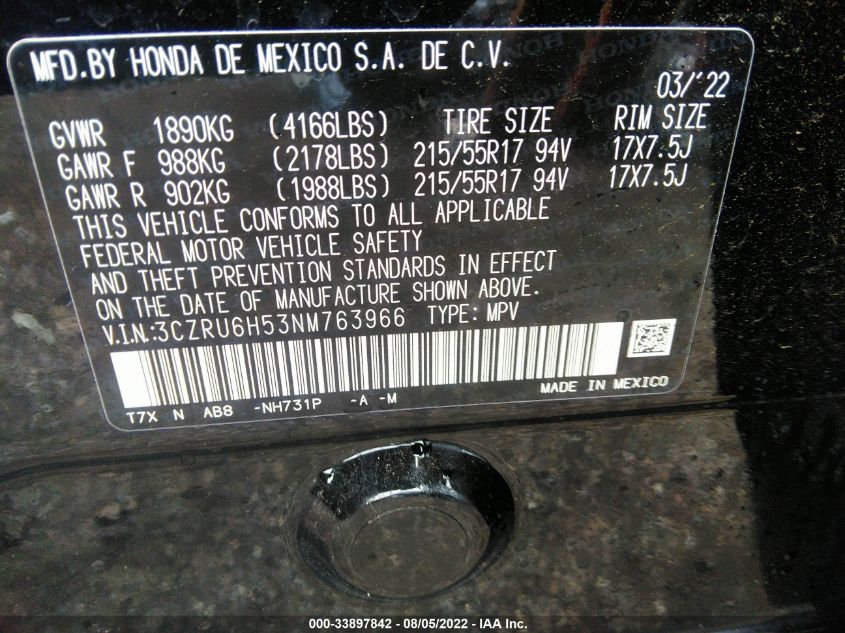 MFD.BY HONDA DE MEXICO S.A. DE C.V.
03/'22
GVWR 1890KG (4166LBS) TIRE SIZE RIM SIZE
GAWR F 988KG (2178LBS) 215/55R17 94V 17X7.5J
GAWR R 902KG (1988LBS) 215/55R17 94V 17X7.5J
THIS VEHICLE CONFORMS TO ALL APPLICABLE
FEDERAL MOTOR VEHICLE SAFETY
AND THEFT PREVENTION STANDARDS IN EFFECT
ON THE DATE OF MANUFACTURE SHOWN ABOVE.
V.I.N.:3CZRU6H53NM763966 TYPE: MPV
T7X N AB8 -NH731P -A -M MADE IN MEXICO
000-33897842 - 08/05/2022 - IAA Inc.